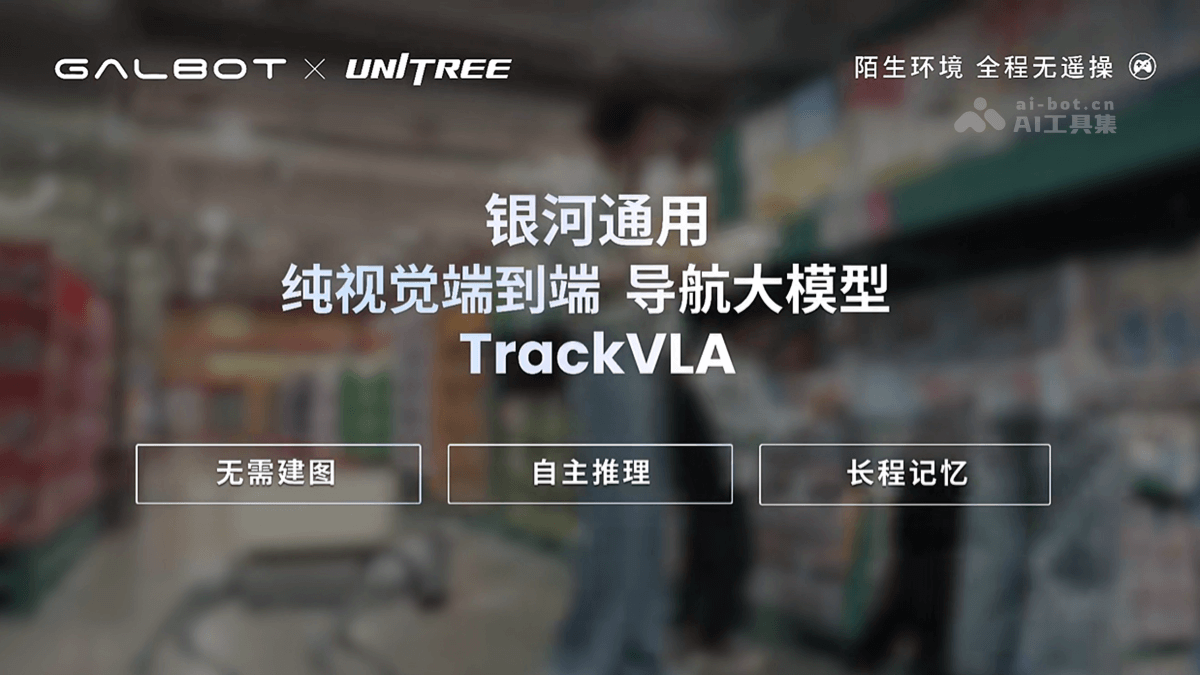 GALBOT × UNITREE
陌生环境 全程无遥操
ai-bot.cn
AI工具集
银河通用
纯视觉端到端 导航大模型
TrackVLA
无需建图
自主推理
长程记忆